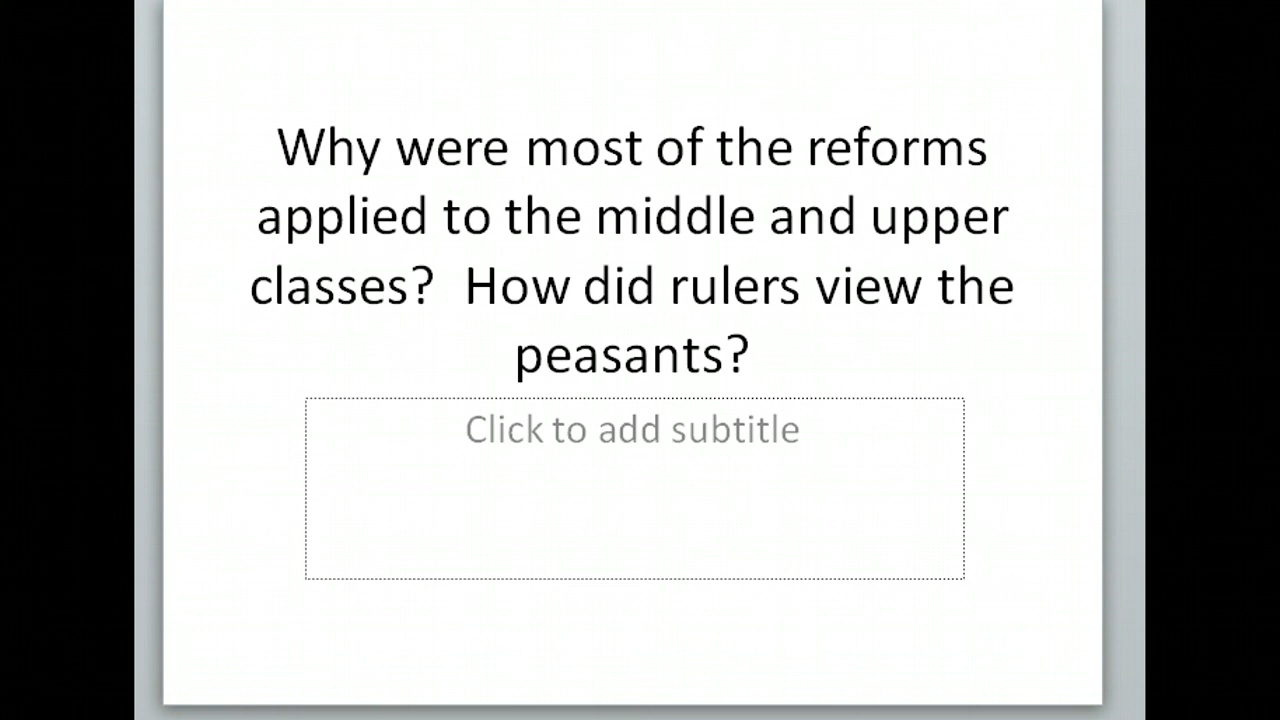 Why were most of the reforms
applied to the middle and upper
classes?  How did rulers view the
peasants?
Click to add subtitle